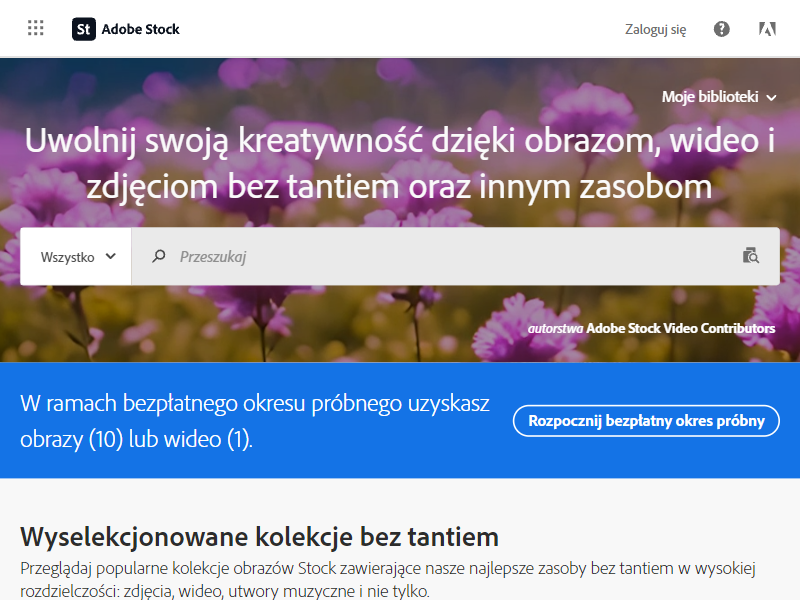 St Adobe Stock
Zaloguj się
Moje biblioteki
Uwolnij swoją kreatywność dzięki obrazom, wideo i
zdjęciom bez tantiem oraz innym zasobom
Wszystko
Przeszukaj
autorstwa Adobe Stock Video Contributors
W ramach bezpłatnego okresu próbnego uzyskasz
obrazy (10) lub wideo (1).
Rozpocznij bezpłatny okres próbny
Wyselekcjonowane kolekcje bez tantiem
Przeglądaj popularne kolekcje obrazów Stock zawierające nasze najlepsze zasoby bez tantiem w wysokiej
rozdzielczości: zdjęcia, wideo, utwory muzyczne i nie tylko.